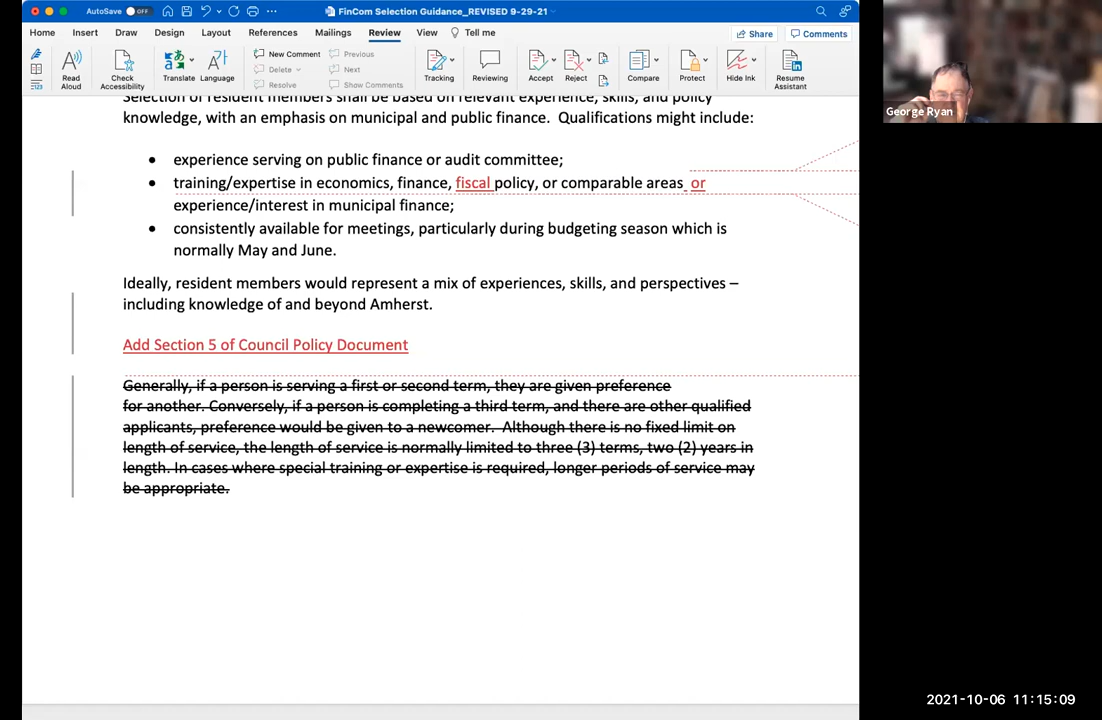 AutoSave OFF FinCom Selection Guidance_REVISED 9-29-21
Home Insert Draw Design Layout References Mailings Review View Tell me Share Comments
Read Aloud
Check Accessibility
Translate
Language
New Comment
Delete
Resolve
Previous
Next
Show Comments
Tracking
Reviewing
Accept
Reject
Compare
Protect
Hide Ink
Resume Assistant
Selection of resident members shall be based on relevant experience, skills, and policy
knowledge, with an emphasis on municipal and public finance. Qualifications might include:
• experience serving on public finance or audit committee;
• training/expertise in economics, finance, fiscal policy, or comparable areas or
experience/interest in municipal finance;
• consistently available for meetings, particularly during budgeting season which is
normally May and June.
Ideally, resident members would represent a mix of experiences, skills, and perspectives –
including knowledge of and beyond Amherst.
Add Section 5 of Council Policy Document
Generally, if a person is serving a first or second term, they are given preference
for another. Conversely, if a person is completing a third term, and there are other qualified
applicants, preference would be given to a newcomer. Although there is no fixed limit on
length of service, the length of service is normally limited to three (3) terms, two (2) years in
length. In cases where special training or expertise is required, longer periods of service may
be appropriate.
George Ryan
2021-10-06 11:15:09